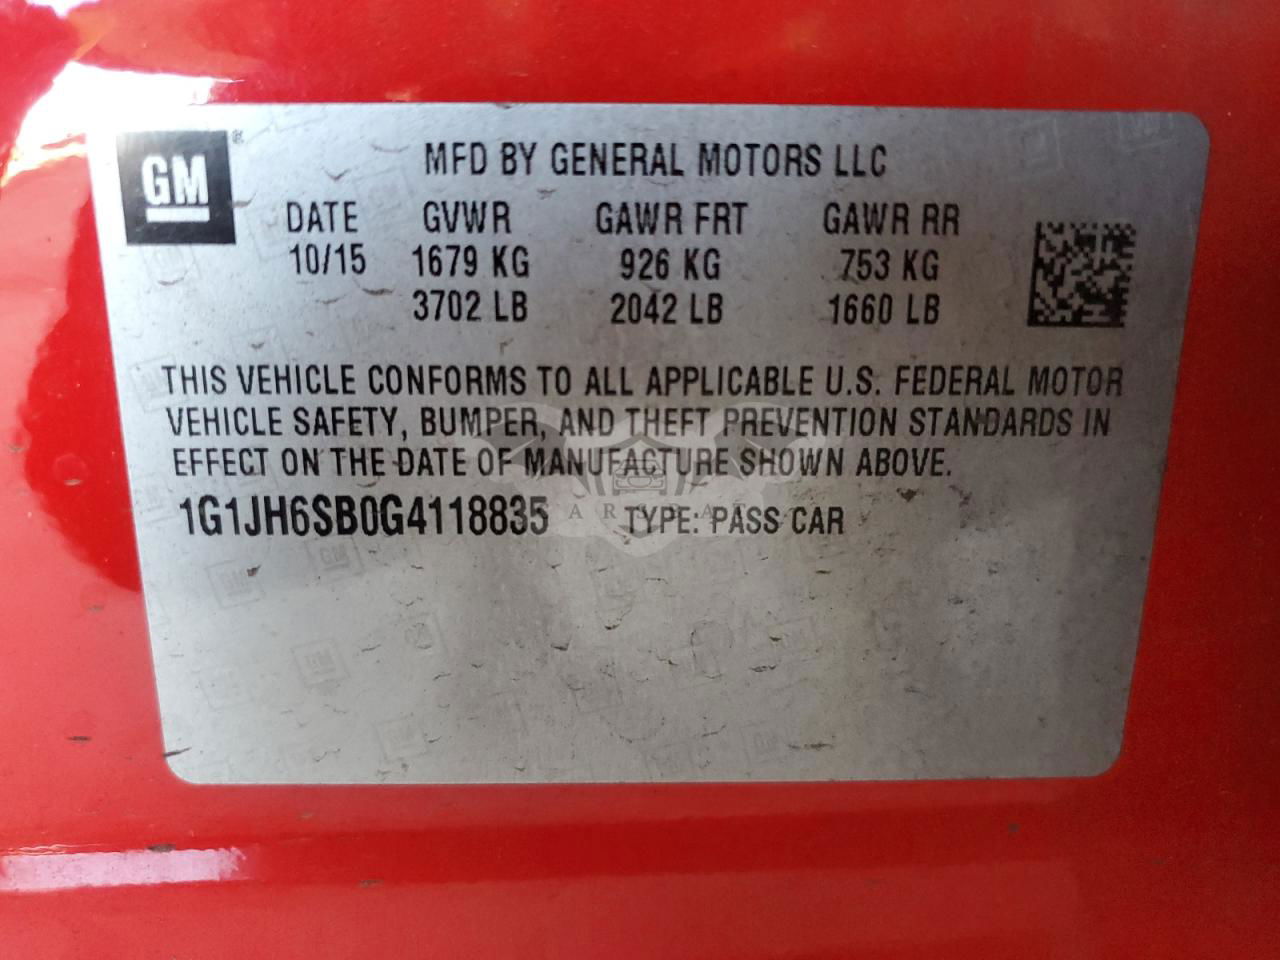 GM ®
MFD BY GENERAL MOTORS LLC
DATE GVWR GAWR FRT GAWR RR
10/15 1679 KG 926 KG 753 KG
3702 LB 2042 LB 1660 LB
THIS VEHICLE CONFORMS TO ALL APPLICABLE U.S. FEDERAL MOTOR
VEHICLE SAFETY, BUMPER, AND THEFT PREVENTION STANDARDS IN
EFFECT ON THE DATE OF MANUFACTURE SHOWN ABOVE.
1G1JH6SB0G4118835 TYPE: PASS CAR